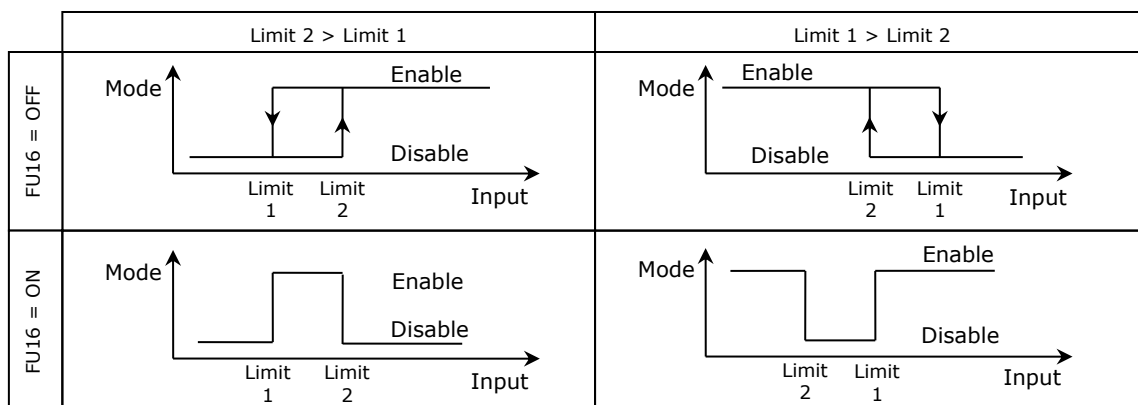 Limit 2 > Limit 1
Limit 1 > Limit 2
FU16 = OFF
Mode
Enable
Disable
Limit
1
Limit
2
Input
Mode
Enable
Disable
Limit
2
Limit
1
Input
FU16 = ON
Mode
Enable
Disable
Limit
1
Limit
2
Input
Mode
Enable
Disable
Limit
2
Limit
1
Input